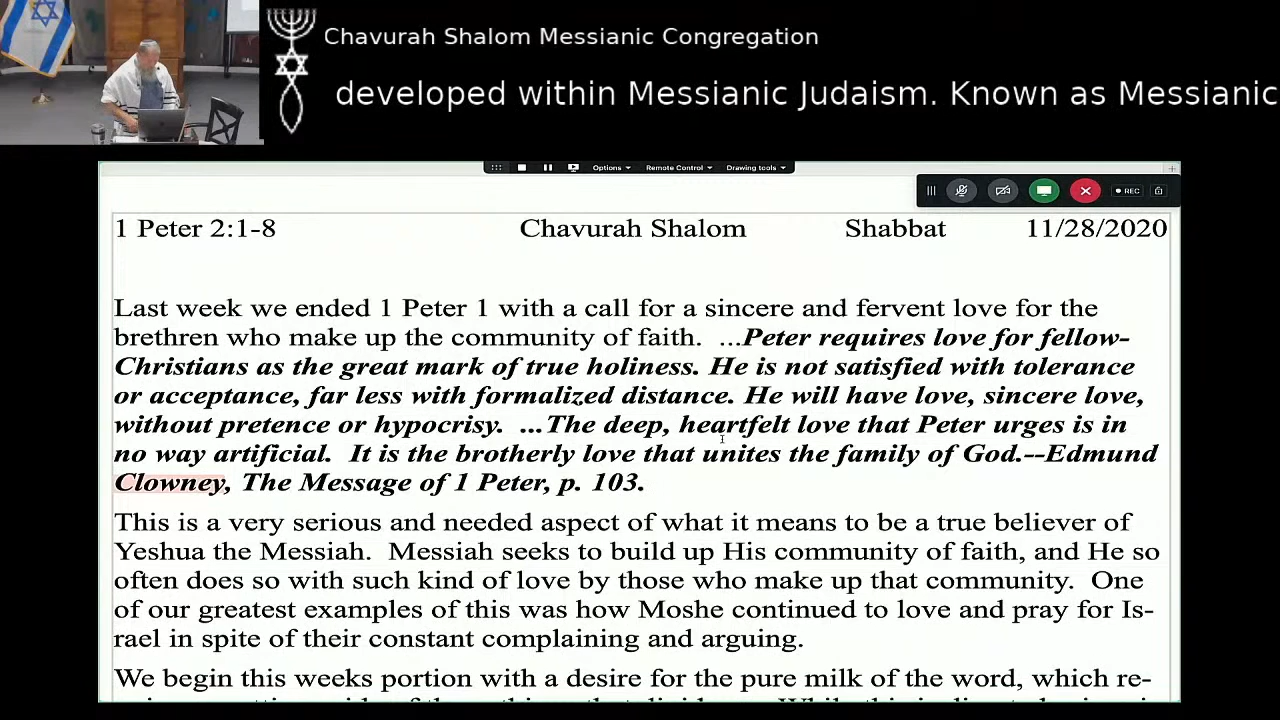 Chavurah Shalom Messianic Congregation
developed within Messianic Judaism. Known as Messianic
Options Remote Control Drawing tools
REC
1 Peter 2:1-8 Chavurah Shalom Shabbat 11/28/2020
Last week we ended 1 Peter 1 with a call for a sincere and fervent love for the
brethren who make up the community of faith. ...Peter requires love for fellow-
Christians as the great mark of true holiness. He is not satisfied with tolerance
or acceptance, far less with formalized distance. He will have love, sincere love,
without pretence or hypocrisy. ...The deep, heartfelt love that Peter urges is in
no way artificial. It is the brotherly love that unites the family of God.--Edmund
Clowney, The Message of 1 Peter, p. 103.
This is a very serious and needed aspect of what it means to be a true believer of
Yeshua the Messiah. Messiah seeks to build up His community of faith, and He so
often does so with such kind of love by those who make up that community. One
of our greatest examples of this was how Moshe continued to love and pray for Is-
rael in spite of their constant complaining and arguing.
We begin this weeks portion with a desire for the pure milk of the word, which re-